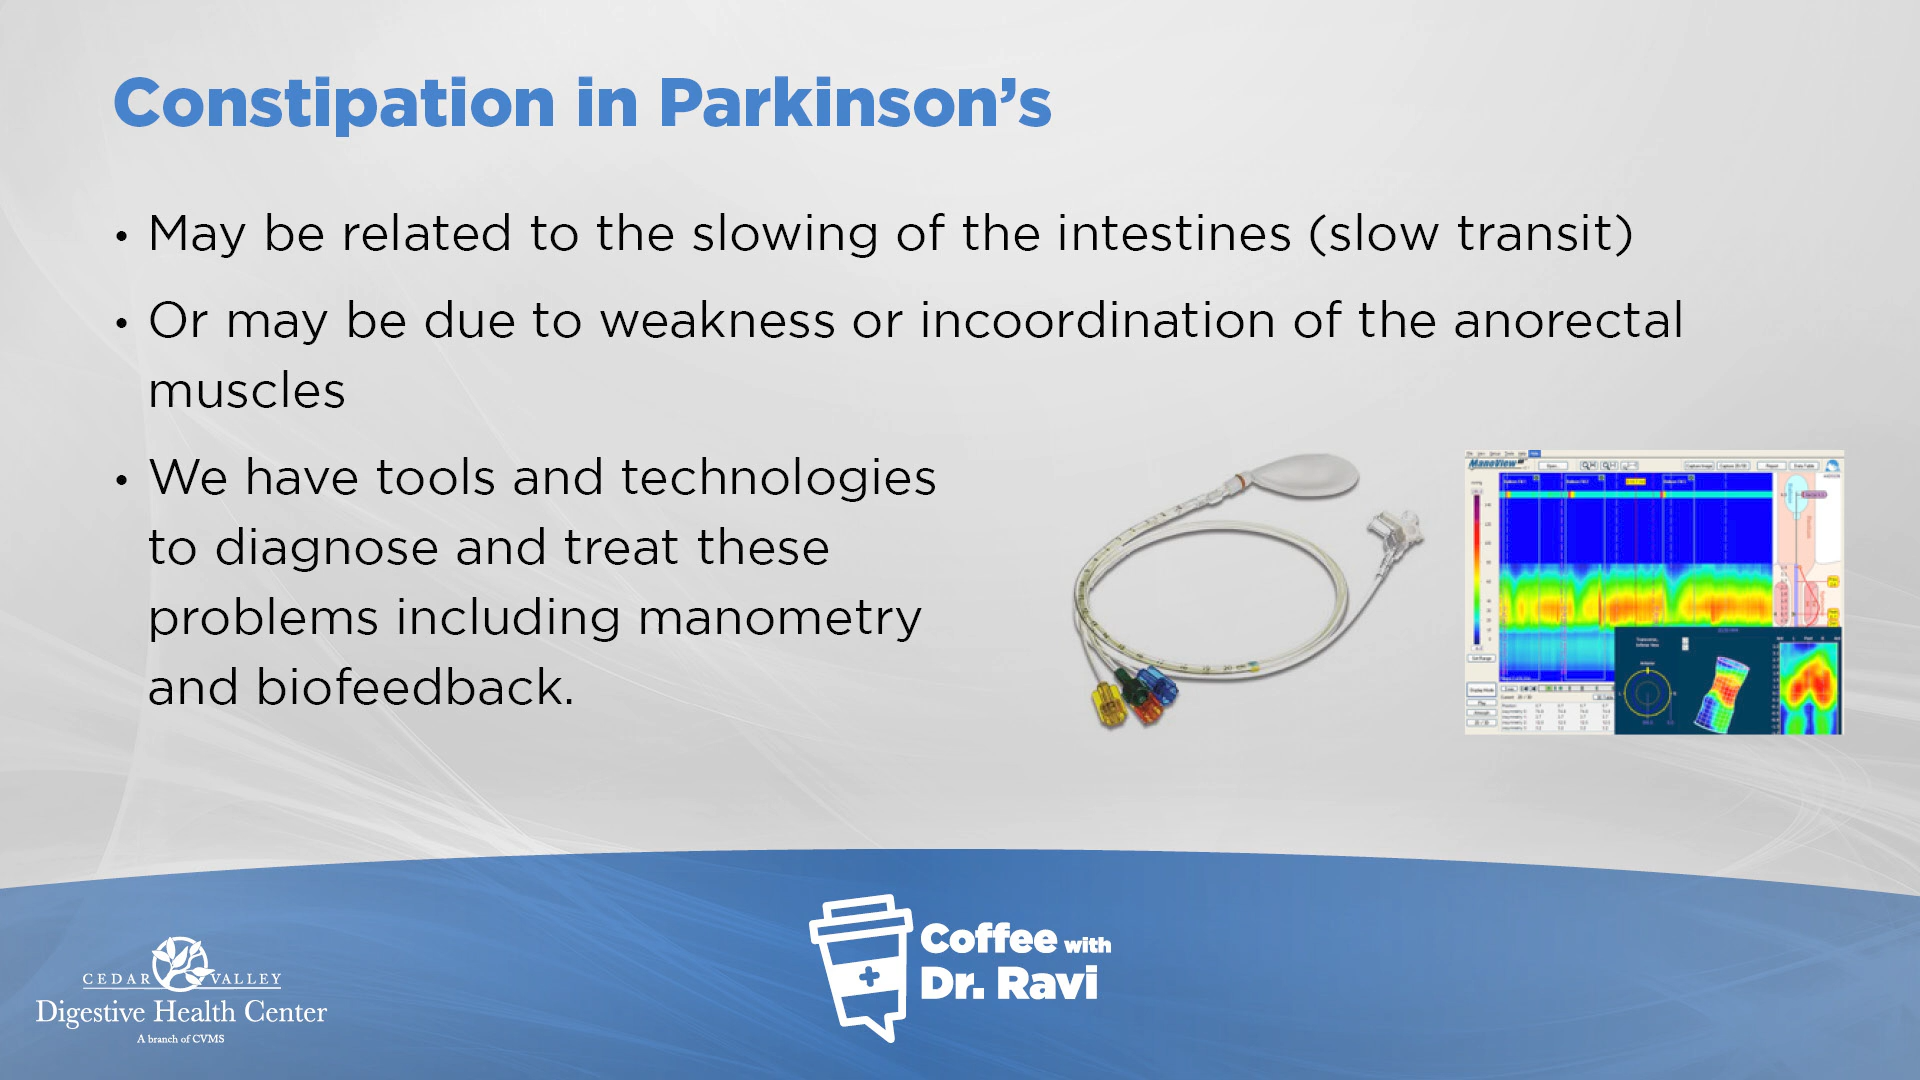 Constipation in Parkinson’s
• May be related to the slowing of the intestines (slow transit)
• Or may be due to weakness or incoordination of the anorectal
muscles
• We have tools and technologies
to diagnose and treat these
problems including manometry
and biofeedback.
ManoView
CEDAR VALLEY
Digestive Health Center
A branch of CVMS
Coffee with
Dr. Ravi